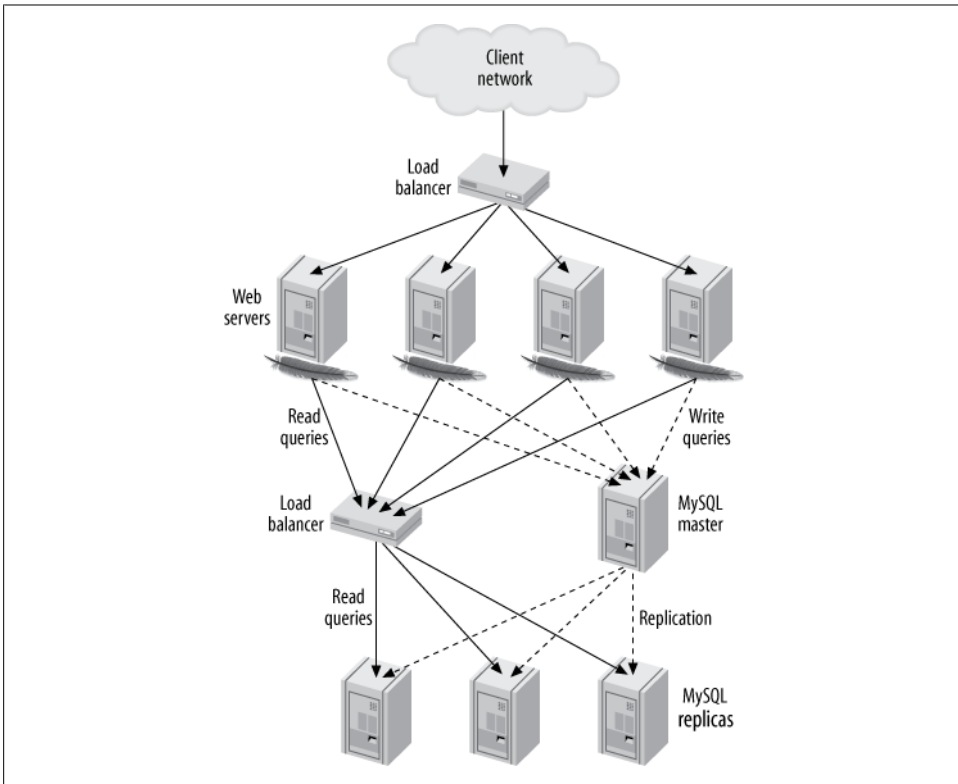 Client
network
Load
balancer
Web
servers
Read
queries
Write
queries
Load
balancer
MySQL
master
Read
queries
Replication
MySQL
replicas